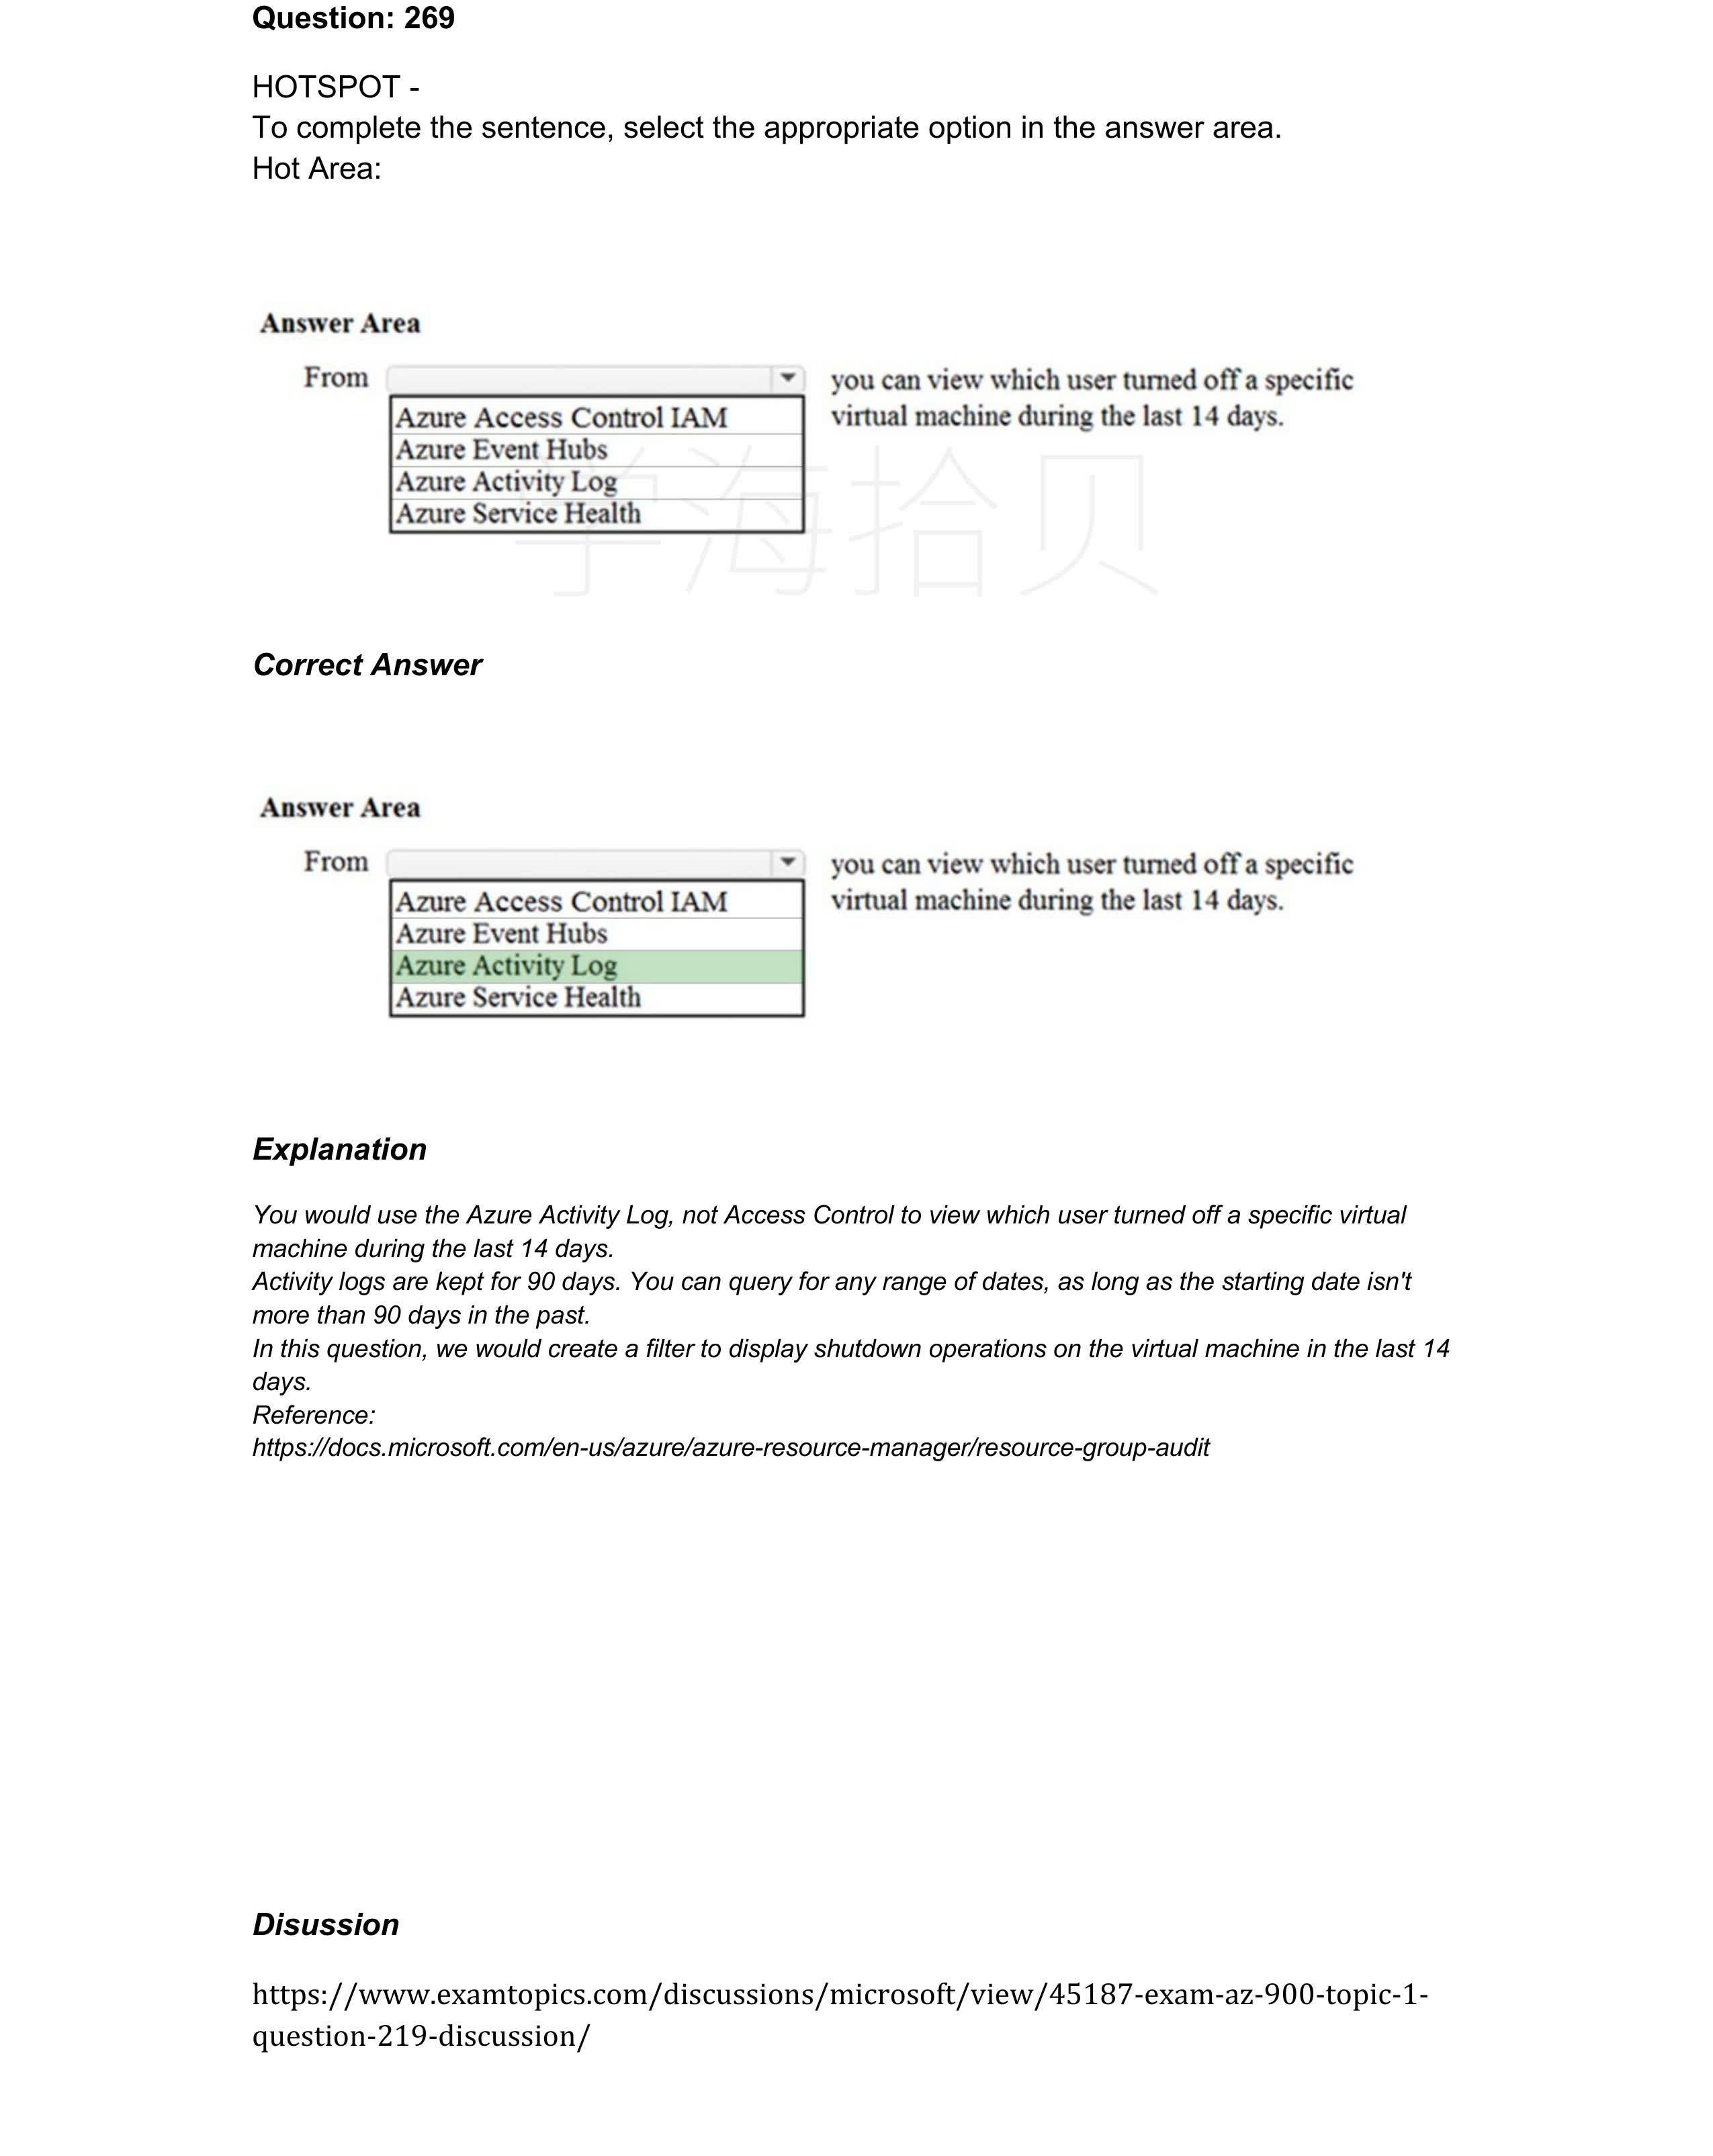 Question: 269
HOTSPOT -
To complete the sentence, select the appropriate option in the answer area.
Hot Area:
Answer Area
From
you can view which user turned off a specific
virtual machine during the last 14 days.
Azure Access Control IAM
Azure Event Hubs
Azure Activity Log
Azure Service Health
学海拾贝
Correct Answer
Answer Area
From
you can view which user turned off a specific
virtual machine during the last 14 days.
Azure Access Control IAM
Azure Event Hubs
Azure Activity Log
Azure Service Health
Explanation
You would use the Azure Activity Log, not Access Control to view which user turned off a specific virtual
machine during the last 14 days.
Activity logs are kept for 90 days. You can query for any range of dates, as long as the starting date isn't
more than 90 days in the past.
In this question, we would create a filter to display shutdown operations on the virtual machine in the last 14
days.
Reference:
https://docs.microsoft.com/en-us/azure/azure-resource-manager/resource-group-audit
Disussion
https://www.examtopics.com/discussions/microsoft/view/45187-exam-az-900-topic-1-
question-219-discussion/